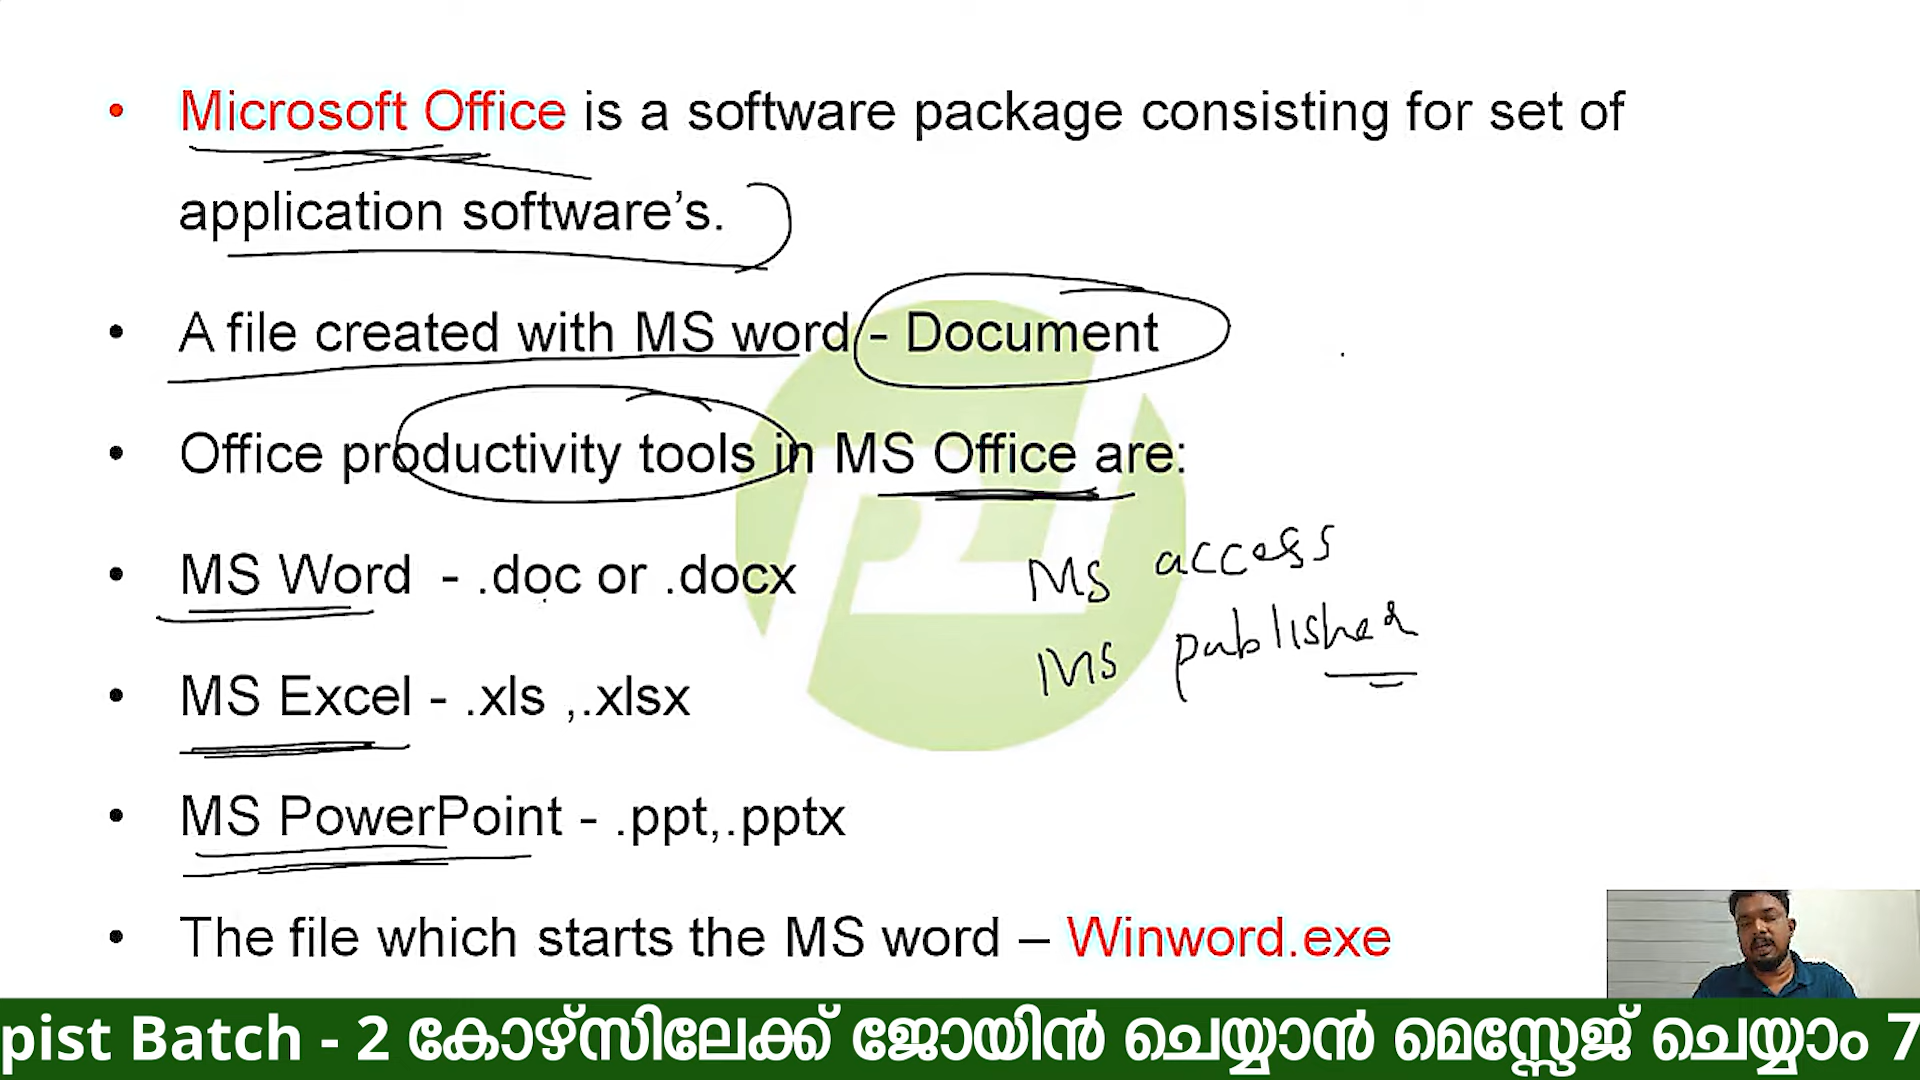 • Microsoft Office is a software package consisting for set of
application software’s.
• A file created with MS word - Document
• Office productivity tools in MS Office are:
• MS Word - .doc or .docx
MS access
• MS Excel - .xls ,.xlsx
MS published
• MS PowerPoint - .ppt,.pptx
• The file which starts the MS word – Winword.exe
pist Batch - 2 കോഴ്സിലേക്ക് ജോയിൻ ചെയ്യാൻ മെസ്സേജ് ചെയ്യാം 7